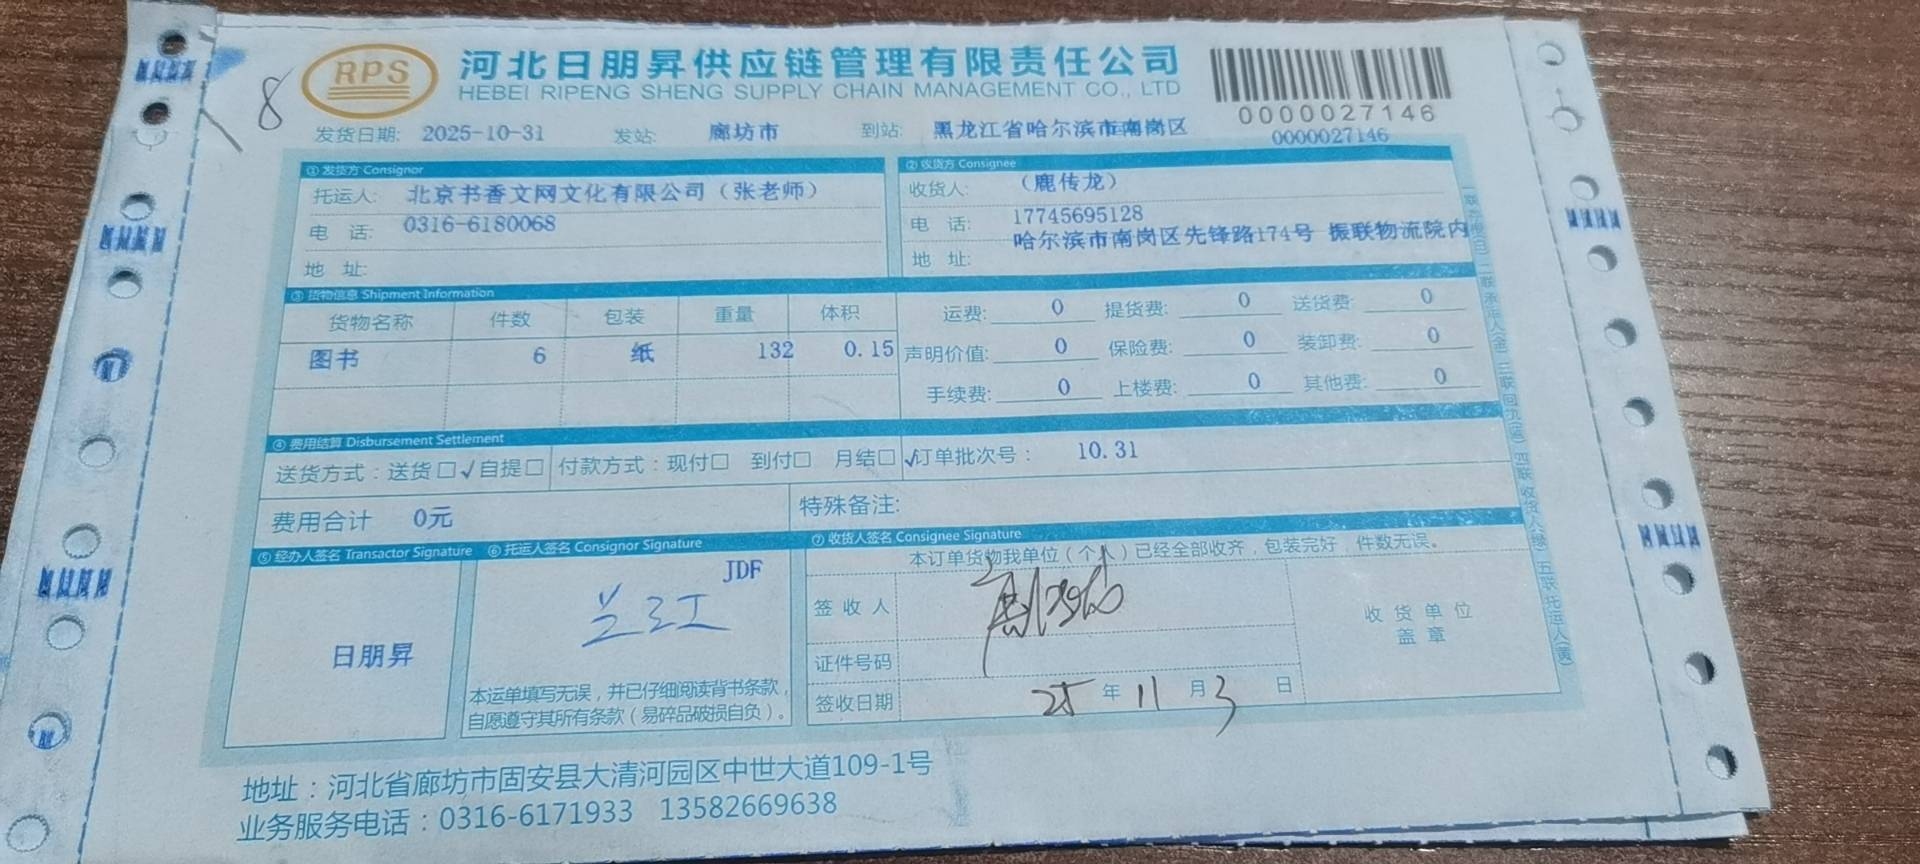 RPS
河北日朋昇供应链管理有限责任公司
HEBEI RIPENG SHENG SUPPLY CHAIN MANAGEMENT CO., LTD
0000027146
0000027146
8
发货日期: 2025-10-31 发站: 廊坊市 到站: 黑龙江省哈尔滨市南岗区
① 发货方 Consignor
托运人: 北京书香文网文化有限公司（张老师）
电 话: 0316-6180068
地 址:
② 收货方 Consignee
收货人: （鹿传龙）
电 话: 17745695128
地 址: 哈尔滨市南岗区先锋路174号 振联物流院内
③ 货物信息 Shipment Information
货物名称 件数 包装 重量 体积
图书 6 纸 132 0.15
运费: 0 提货费: 0 送货费: 0
声明价值: 0 保险费: 0 装卸费: 0
手续费: 0 上楼费: 0 其他费: 0
④ 费用结算 Disbursement Settlement
送货方式：送货□√自提□ 付款方式：现付□ 到付□ 月结□√订单批次号： 10.31
费用合计 0元 特殊备注:
⑤ 经办人签名 Transactor Signature
日朋昇
⑥ 托运人签名 Consignor Signature
JDF
兰江
本运单填写无误，并已仔细阅读背书条款，
自愿遵守其所有条款（易碎品破损自负）。
⑦ 收货人签名 Consignee Signature
本订单货物我单位（个人）已经全部收齐，包装完好，件数无误。
签 收 人
证件号码
签收日期 25 年 11 月 3 日
收 货 单 位
盖 章
地址：河北省廊坊市固安县大清河园区中世大道109-1号
业务服务电话：0316-6171933 13582669638